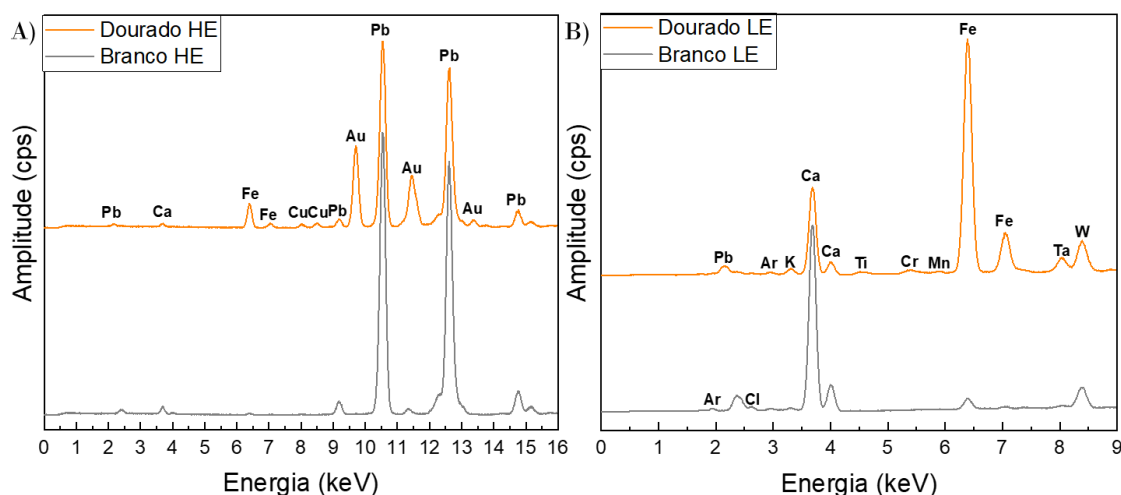 A)
Dourado HE
Branco HE
Pb
Pb
Au
Au
Fe
Pb
Ca
Fe
Cu
Cu
Pb
Au
Pb
Amplitude (cps)
0 1 2 3 4 5 6 7 8 9 10 11 12 13 14 15 16
Energia (keV)
B)
Dourado LE
Branco LE
Fe
Ca
Fe
Pb
Ar
K
Ca
Ti
Cr
Mn
Ta
W
Ar
Cl
Amplitude (cps)
0 1 2 3 4 5 6 7 8 9
Energia (keV)